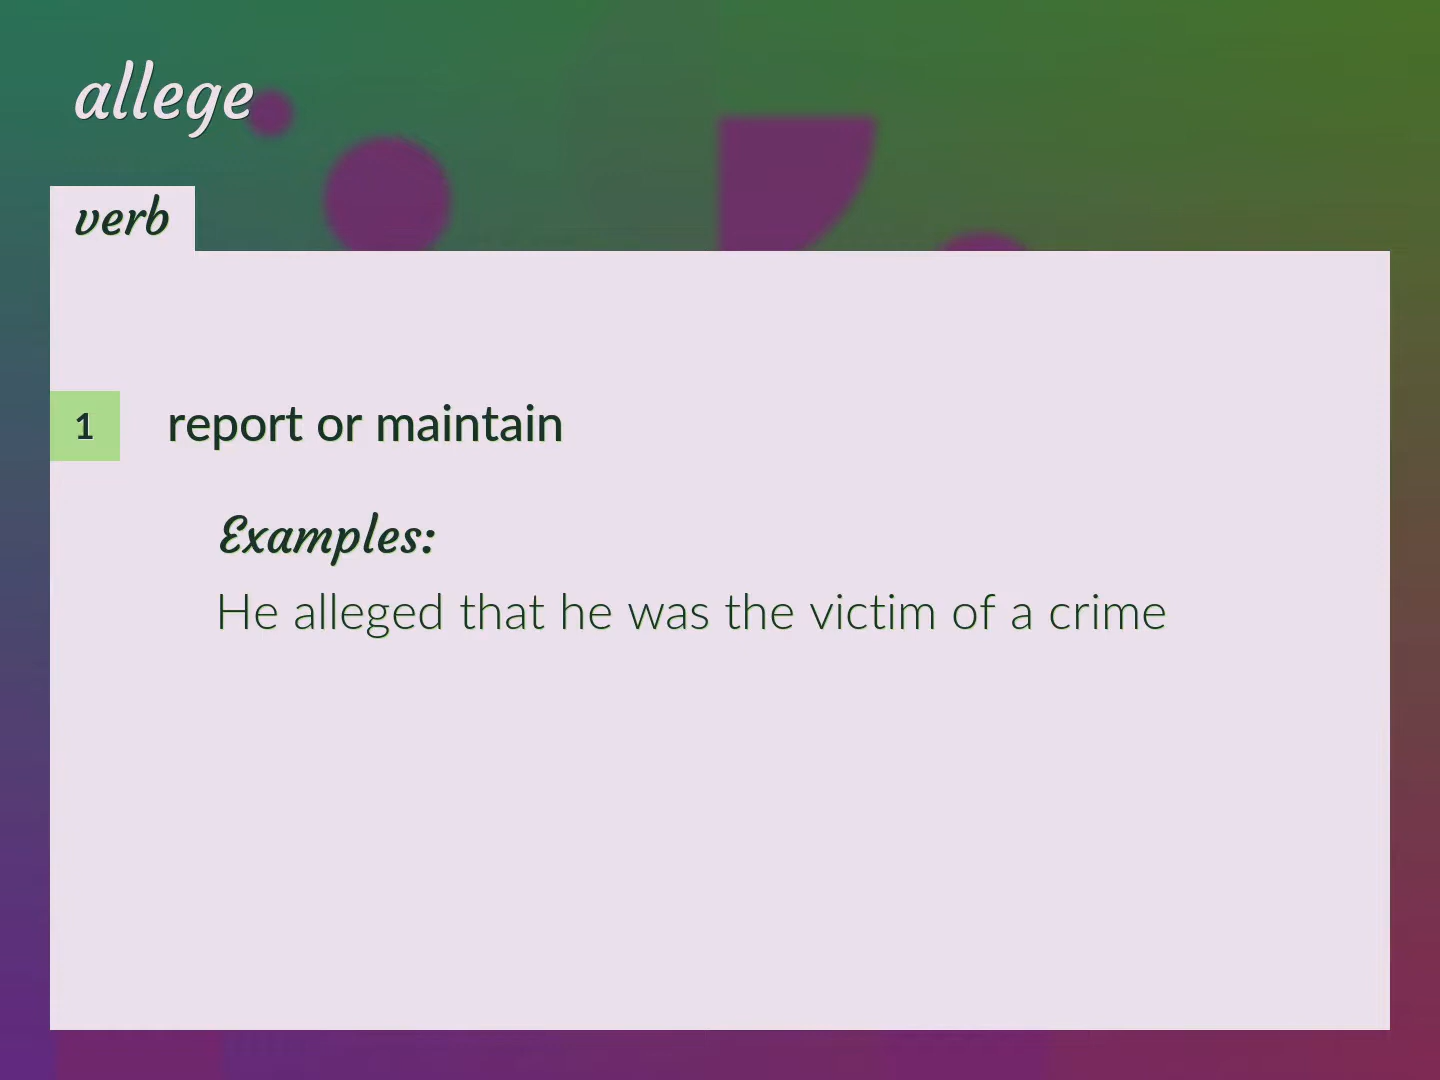 allege
verb
1
report or maintain
Examples:
He alleged that he was the victim of a crime